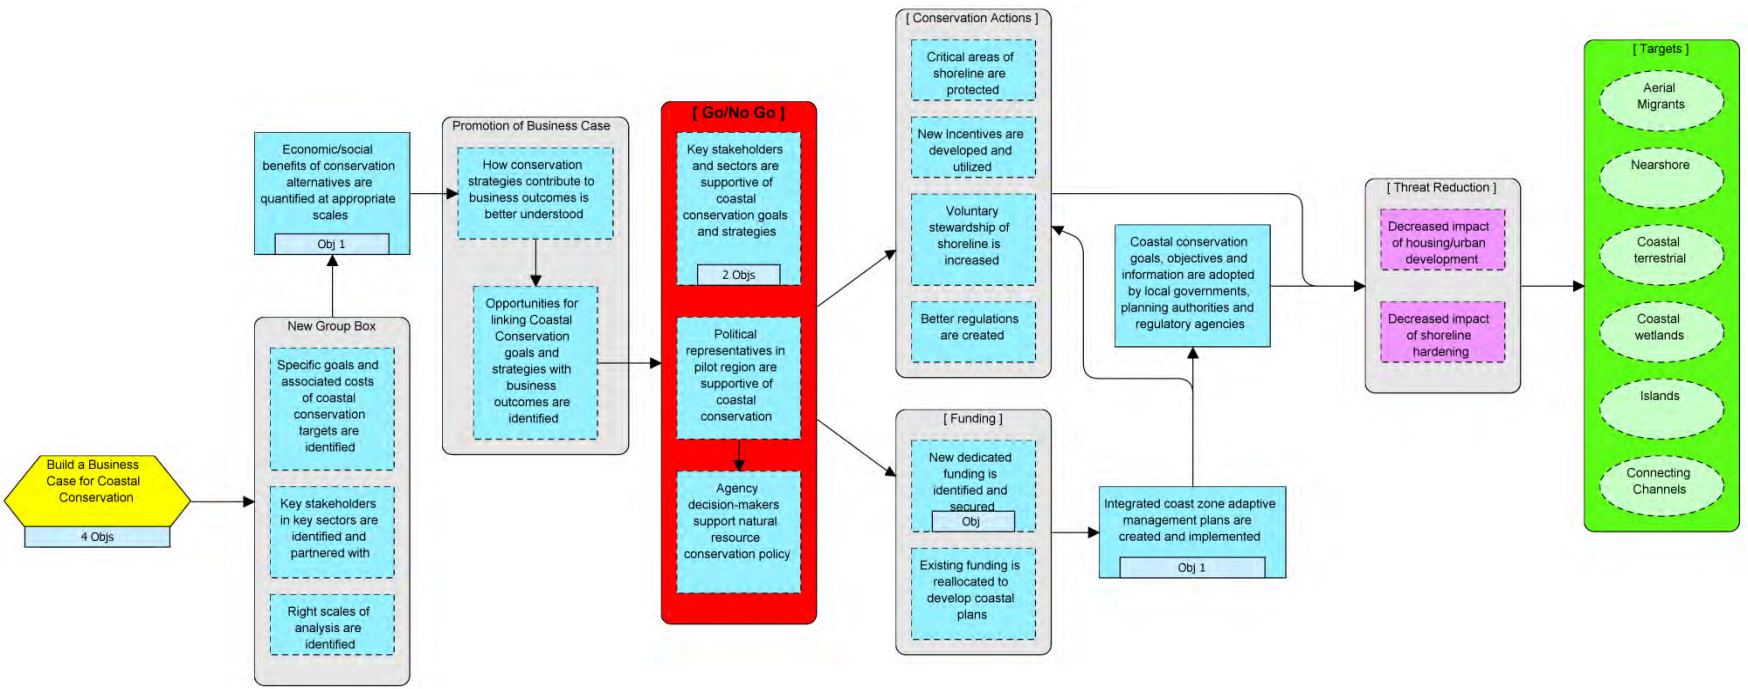 Build a Business
Case for Coastal
Conservation
4 Objs
New Group Box
Specific goals and
associated costs
of coastal
conservation
targets are
identified
Key stakeholders
in key sectors are
identified and
partnered with
Right scales of
analysis are
identified
Economic/social
benefits of conservation
alternatives are
quantified at appropriate
scales
Obj 1
Promotion of Business Case
How conservation
strategies contribute to
business outcomes is
better understood
Opportunities for
linking Coastal
Conservation
goals and
strategies with
business
outcomes are
identified
[ Go/No Go ]
Key stakeholders
and sectors are
supportive of
coastal
conservation goals
and strategies
2 Objs
Political
representatives in
pilot region are
supportive of
coastal
conservation
Agency
decision-makers
support natural
resource
conservation policy
[ Conservation Actions ]
Critical areas of
shoreline are
protected
New Incentives are
developed and
utilized
Voluntary
stewardship of
shoreline is
increased
Better regulations
are created
[ Funding ]
New dedicated
funding is
identified and
secured
Obj
Existing funding is
reallocated to
develop coastal
plans
Integrated coast zone adaptive
management plans are
created and implemented
Obj 1
Coastal conservation
goals, objectives and
information are adopted
by local governments,
planning authorities and
regulatory agencies
[ Threat Reduction ]
Decreased impact
of housing/urban
development
Decreased impact
of shoreline
hardening
[ Targets ]
Aerial
Migrants
Nearshore
Coastal
terrestrial
Coastal
wetlands
Islands
Connecting
Channels